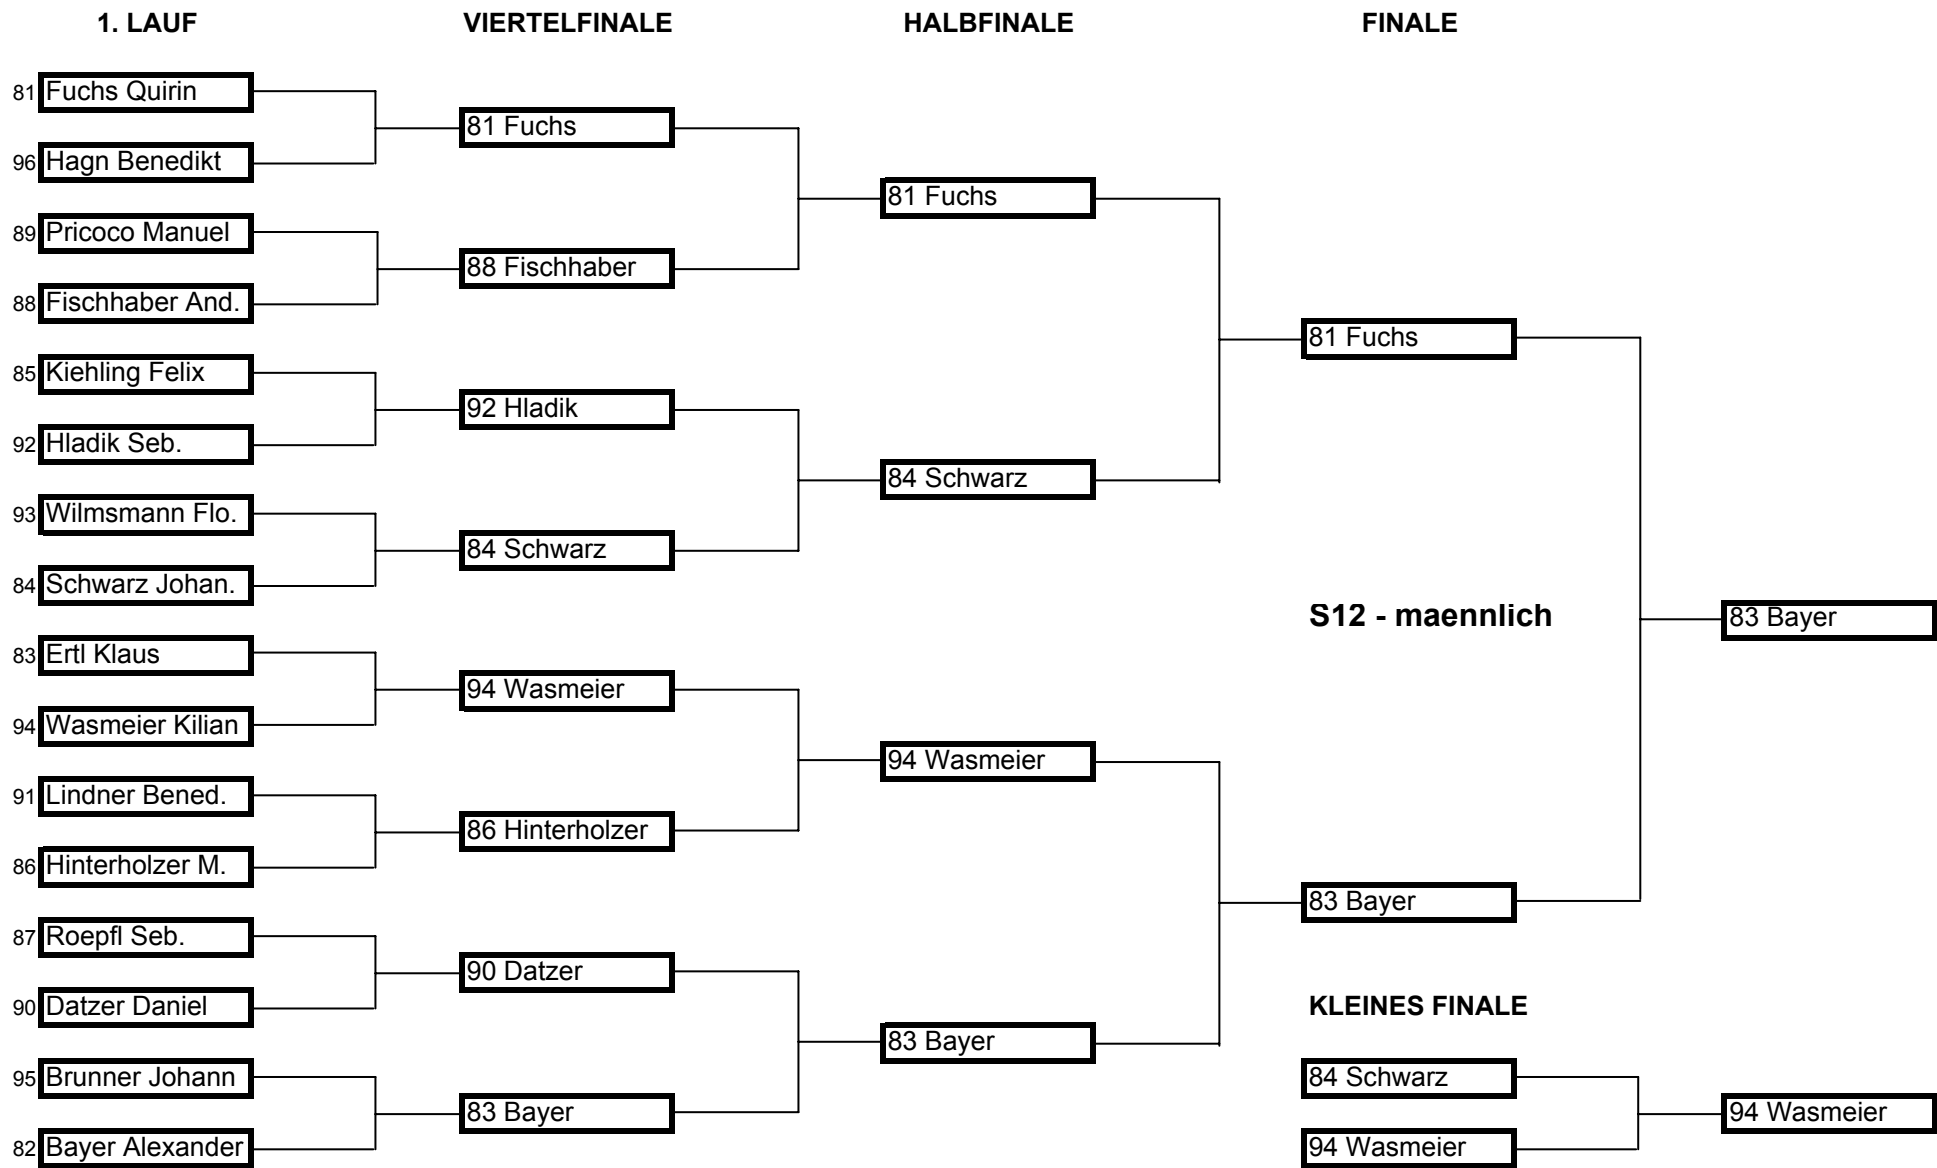 1. LAUF
VIERTELFINALE
HALBFINALE
FINALE
81 Fuchs Quirin
96 Hagn Benedikt
89 Pricoco Manuel
88 Fischhaber And.
85 Kiehling Felix
92 Hladik Seb.
93 Wilmsmann Flo.
84 Schwarz Johan.
83 Ertl Klaus
94 Wasmeier Kilian
91 Lindner Bened.
86 Hinterholzer M.
87 Roepfl Seb.
90 Datzer Daniel
95 Brunner Johann
82 Bayer Alexander
81 Fuchs
88 Fischhaber
92 Hladik
84 Schwarz
94 Wasmeier
86 Hinterholzer
90 Datzer
83 Bayer
81 Fuchs
84 Schwarz
94 Wasmeier
83 Bayer
81 Fuchs
S12 - maennlich
83 Bayer
83 Bayer
KLEINES FINALE
84 Schwarz
94 Wasmeier
94 Wasmeier